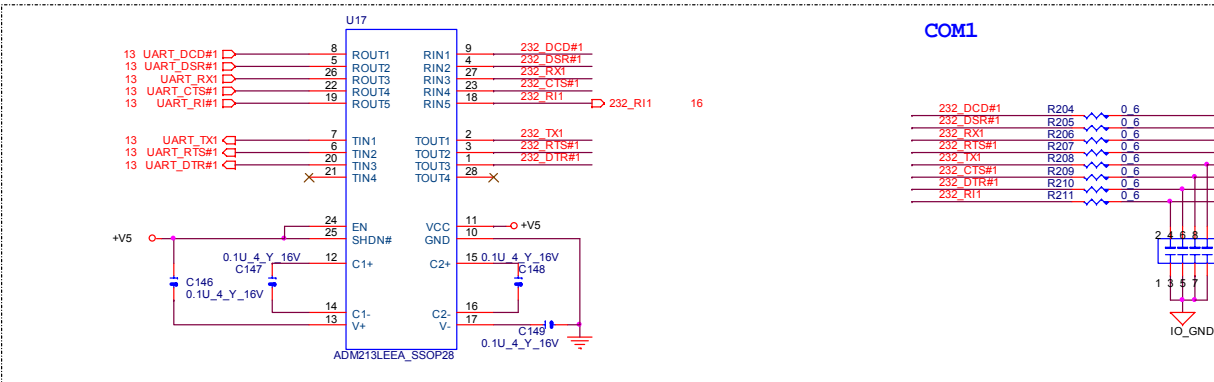 U17
COM1
13 UART_DCD#1 8 ROUT1 RIN1 9 232_DCD#1
13 UART_DSR#1 5 ROUT2 RIN2 4 232_DSR#1
13 UART_RX1 26 ROUT3 RIN3 27 232_RX1
13 UART_CTS#1 22 ROUT4 RIN4 23 232_CTS#1
13 UART_RI#1 19 ROUT5 RIN5 18 232_RI1 232_RI1 16
13 UART_TX1 7 TIN1 TOUT1 2 232_TX1
13 UART_RTS#1 6 TIN2 TOUT2 3 232_RTS#1
13 UART_DTR#1 20 TIN3 TOUT3 1 232_DTR#1
21 TIN4 TOUT4 28
24 EN VCC 11 +V5
+V5 25 SHDN# GND 10
0.1U_4_Y_16V 12 C1+ C2+ 15 0.1U_4_Y_16V
C147 C148
C146
0.1U_4_Y_16V
14 C1- C2- 16
13 V+ V- 17
C149
0.1U_4_Y_16V
ADM213LEEA_SSOP28
232_DCD#1 R204 0_6
232_DSR#1 R205 0_6
232_RX1 R206 0_6
232_RTS#1 R207 0_6
232_TX1 R208 0_6
232_CTS#1 R209 0_6
232_DTR#1 R210 0_6
232_RI1 R211 0_6
2 4 6 8
1 3 5 7
IO_GND